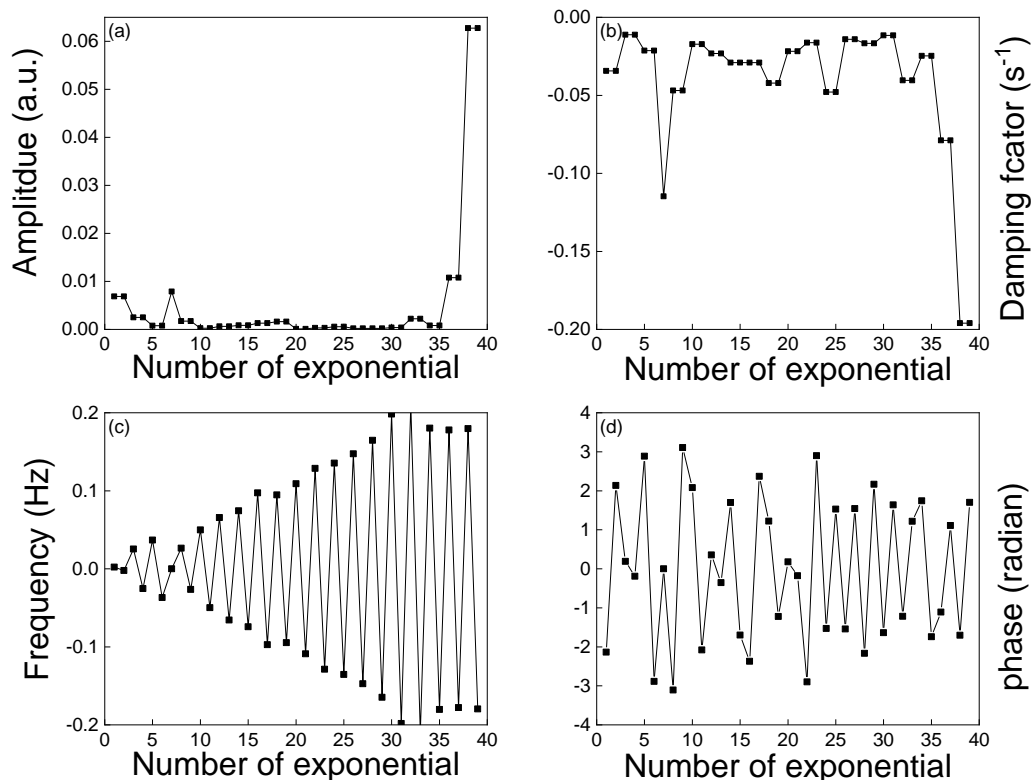 (a)
0.06
0.05
0.04
0.03
0.02
0.01
0.00
0 5 10 15 20 25 30 35 40
Amplitdue (a.u.)
Number of exponential
(b)
0.00
-0.05
-0.10
-0.15
-0.20
0 5 10 15 20 25 30 35 40
Damping fcator (s-1)
Number of exponential
(c)
0.2
0.1
0.0
-0.1
-0.2
0 5 10 15 20 25 30 35 40
Frequency (Hz)
Number of exponential
(d)
4
3
2
1
0
-1
-2
-3
-4
0 5 10 15 20 25 30 35 40
phase (radian)
Number of exponential